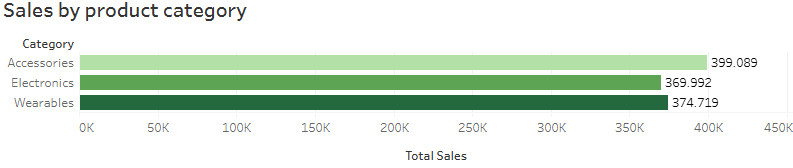 Sales by product category
Category
Accessories 399.089
Electronics 369.992
Wearables 374.719
0K 50K 100K 150K 200K 250K 300K 350K 400K 450K
Total Sales